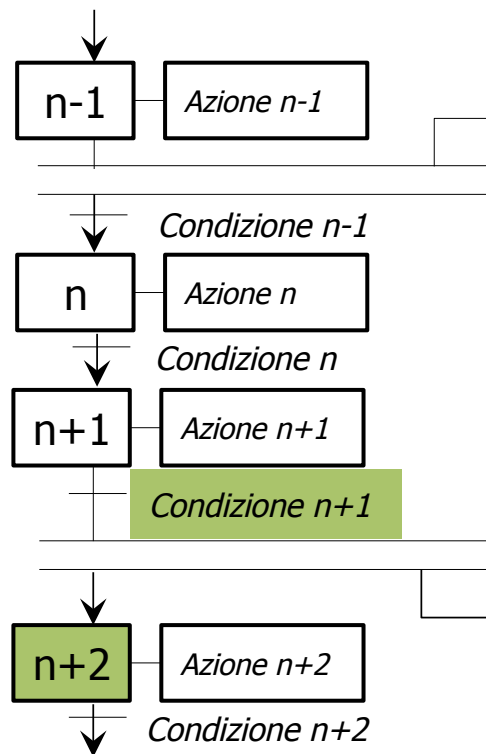 n-1
Azione n-1
Condizione n-1
n
Azione n
Condizione n
n+1
Azione n+1
Condizione n+1
n+2
Azione n+2
Condizione n+2